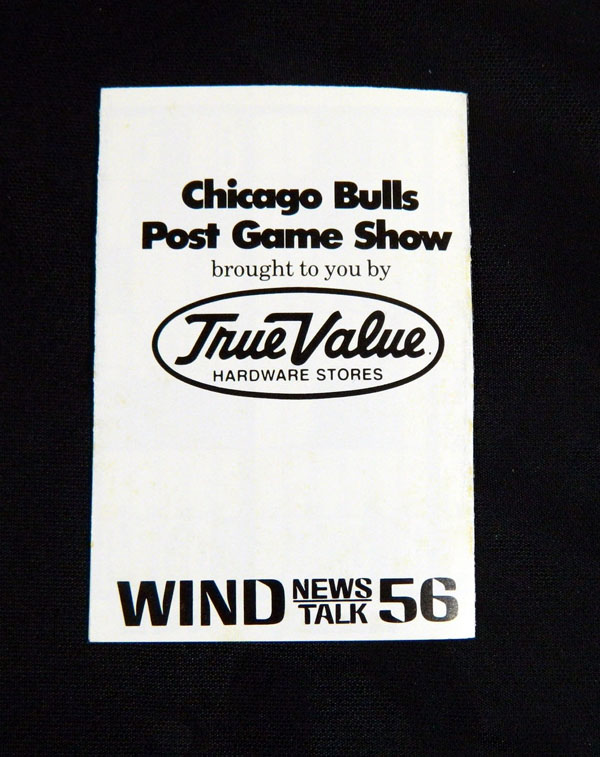 Chicago Bulls
Post Game Show
brought to you by
True Value.
HARDWARE STORES
WIND NEWS TALK 56